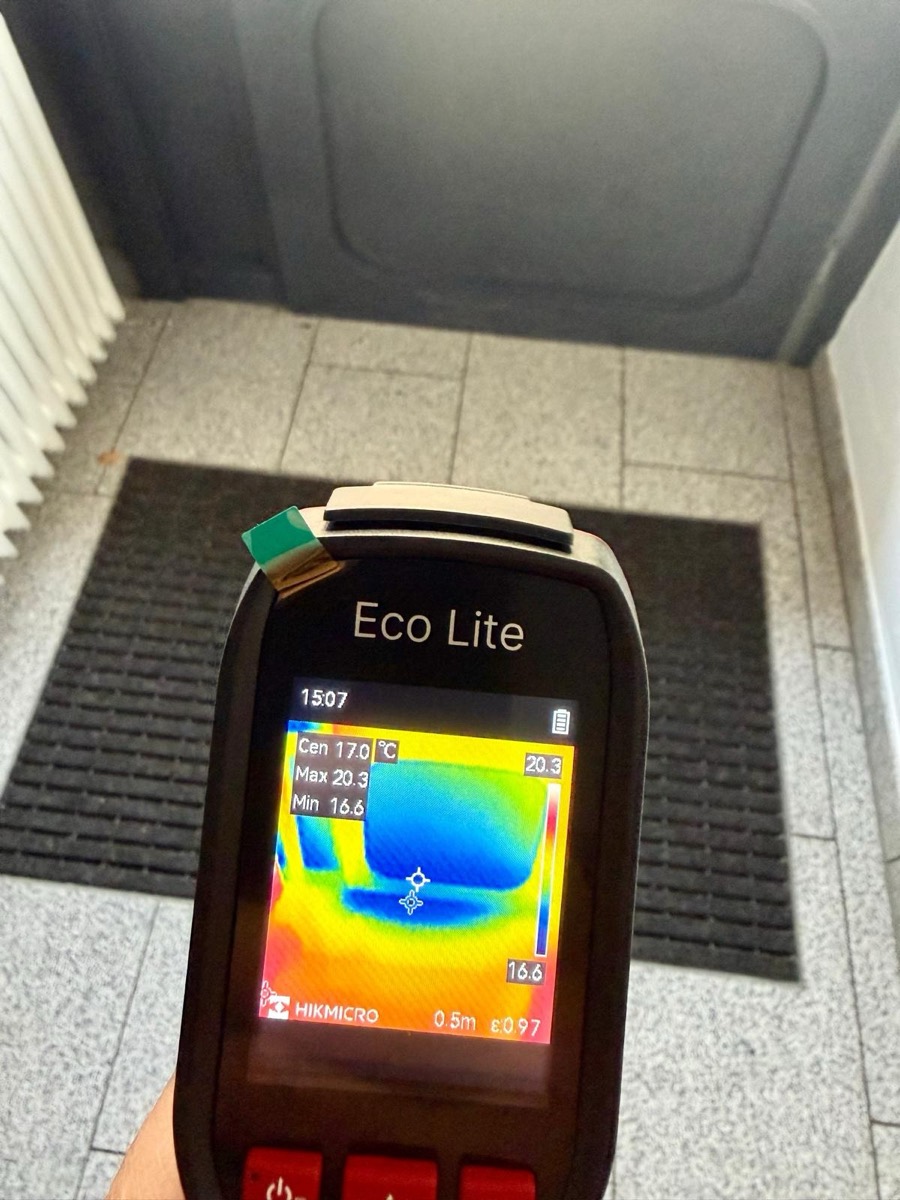 Eco Lite
15:07
Cen 17.0 °C
Max 20.3
Min 16.6
20.3
16.6
HIKMICRO 0.5m ε:0.97